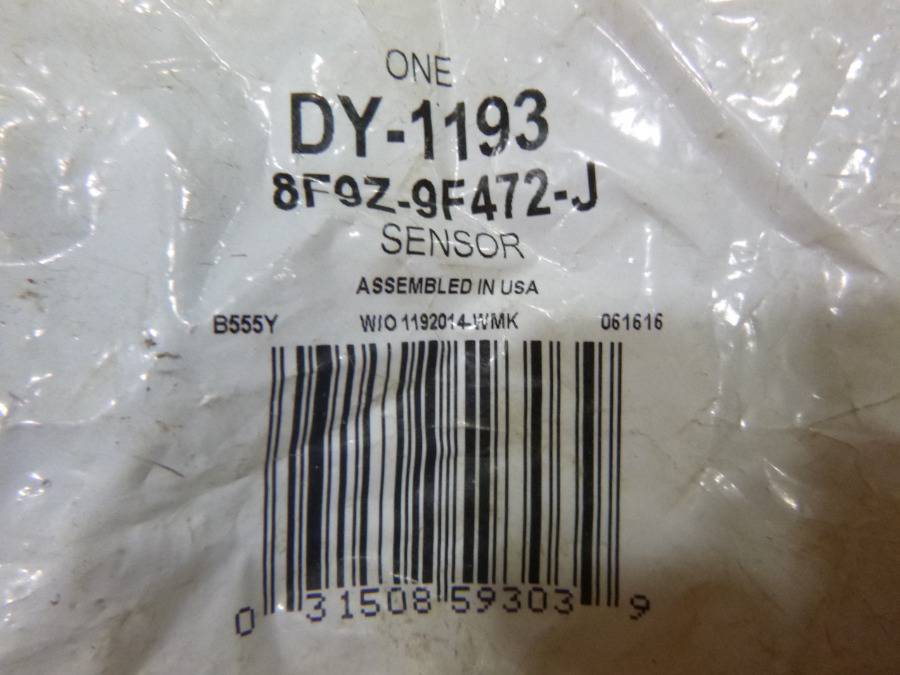 ONE
DY-1193
8F9Z-9F472-J
SENSOR
ASSEMBLED IN USA
B555Y W/O 1192014-WMK 061616
0 31508 59303 9